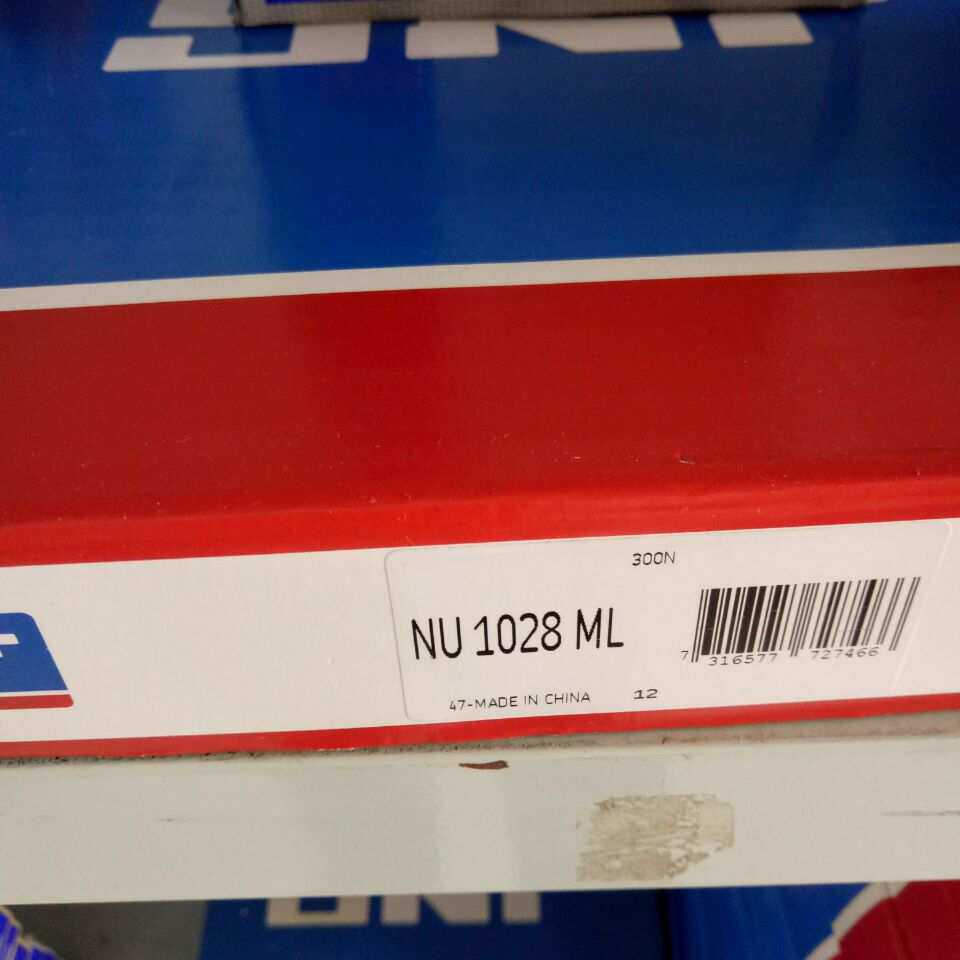 300N
NU 1028 ML
7 316577 727466
47-MADE IN CHINA 12